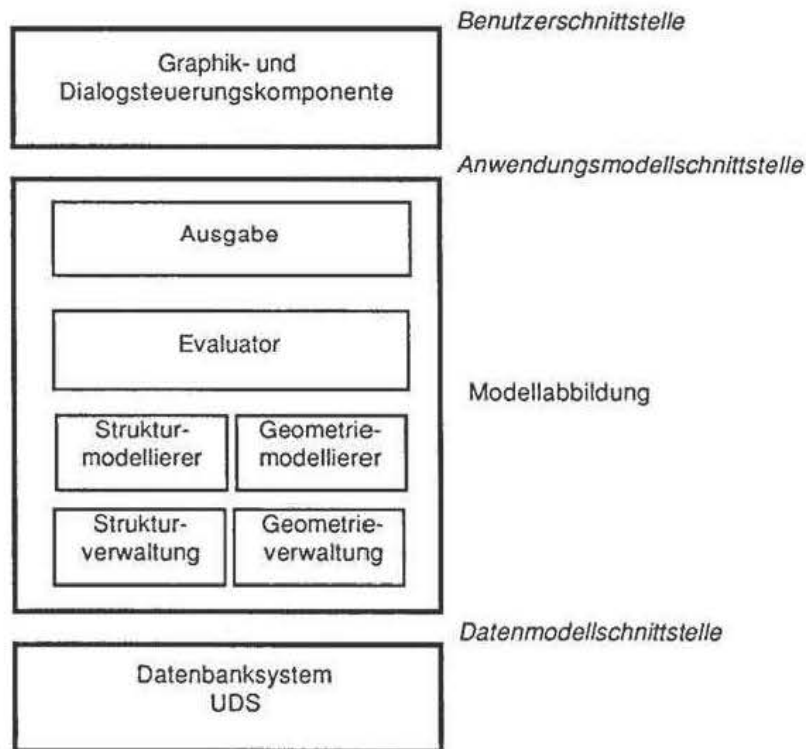 Benutzerschnittstelle
Graphik- und
Dialogsteuerungskomponente
Anwendungsmodellschnittstelle
Ausgabe
Evaluator
Modellabbildung
Struktur-
modellierer
Geometrie-
modellierer
Struktur-
verwaltung
Geometrie-
verwaltung
Datenmodellschnittstelle
Datenbanksystem
UDS